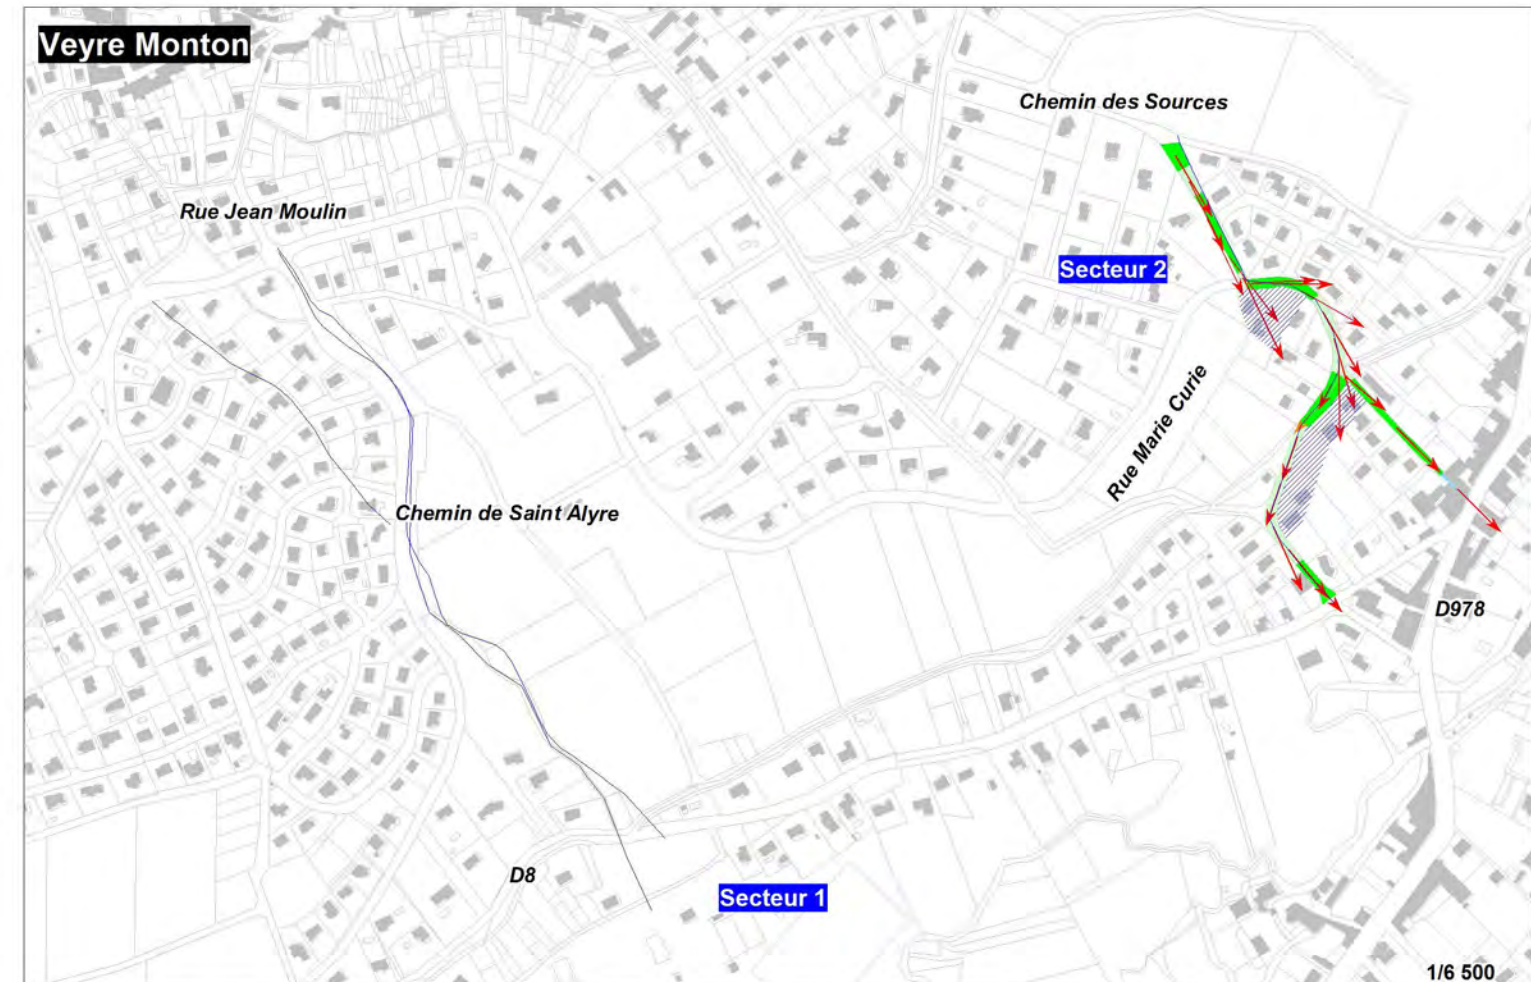 Veyre Monton
Chemin des Sources
Rue Jean Moulin
Secteur 2
Rue Marie Curie
Chemin de Saint Alyre
D978
D8
Secteur 1
1/6 500